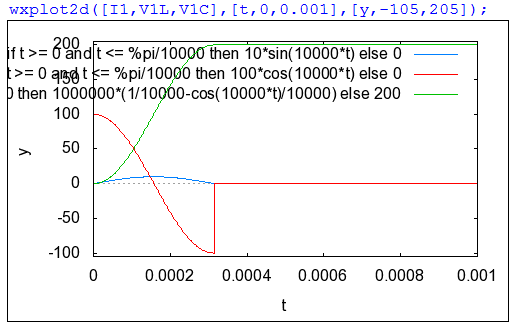 wxplot2d([I1,V1L,V1C],[t,0,0.001],[y,-105,205]);
200
if t >= 0 and t <= %pi/10000 then 10*sin(10000*t) else 0
t >= 0 and t <= %pi/10000 then 100*cos(10000*t) else 0
0 then 1000000*(1/10000-cos(10000*t)/10000) else 200
150
100
50
0
-50
-100
y
0
0.0002
0.0004
0.0006
0.0008
0.001
t